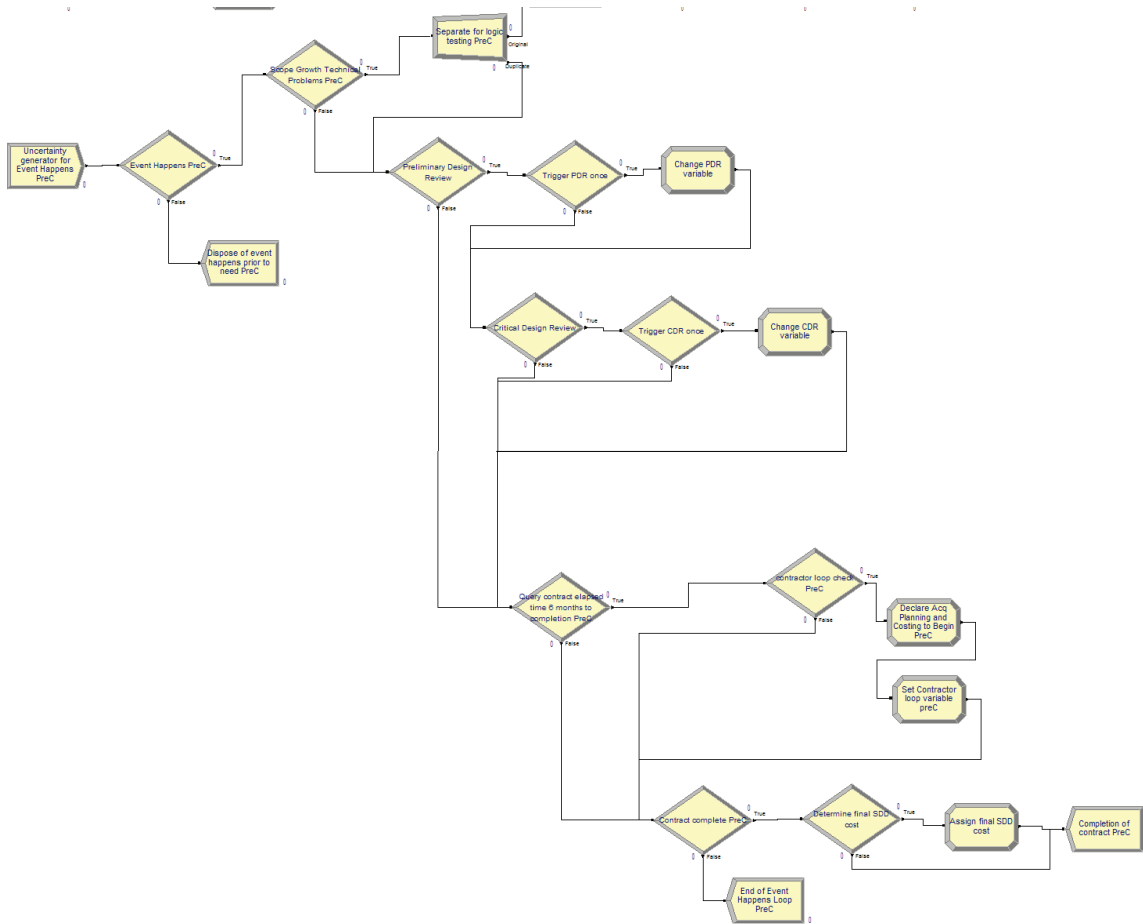 Separate for logic
testing PreC
Original
Duplicate
Scope Growth Technical
Problems PreC
True
False
Uncertainty
generator for
Event Happens
PreC
Event Happens PreC
True
False
Dispose of event
happens prior to
need PreC
Preliminary Design
Review
True
False
Trigger PDR once
True
False
Change PDR
variable
Critical Design Review
True
False
Trigger CDR once
True
False
Change CDR
variable
Query contract elapsed
time 6 months to
completion PreC
True
False
contractor loop check
PreC
True
False
Declare Acq
Planning and
Costing to Begin
PreC
Set Contractor
loop variable
preC
Contract complete PreC
True
False
Determine final SDD
cost
True
False
Assign final SDD
cost
Completion of
contract PreC
End of Event
Happens Loop
PreC